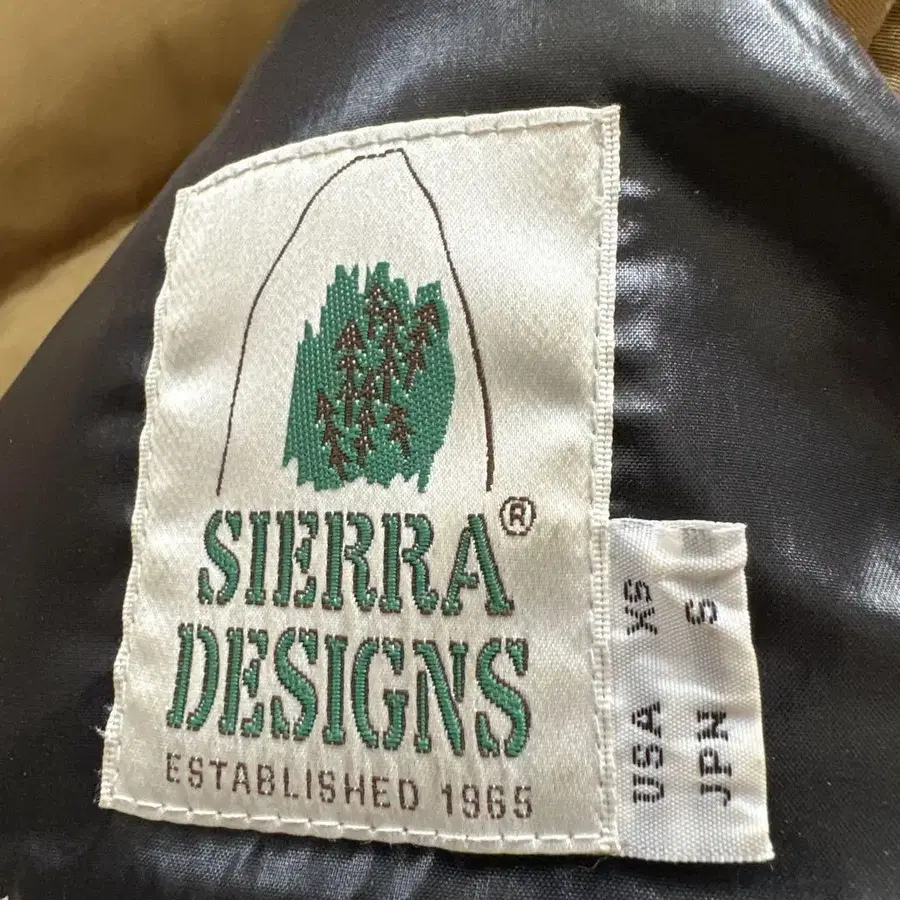 SIERRA®
DESIGNS
ESTABLISHED 1965
USA XS
JPN S